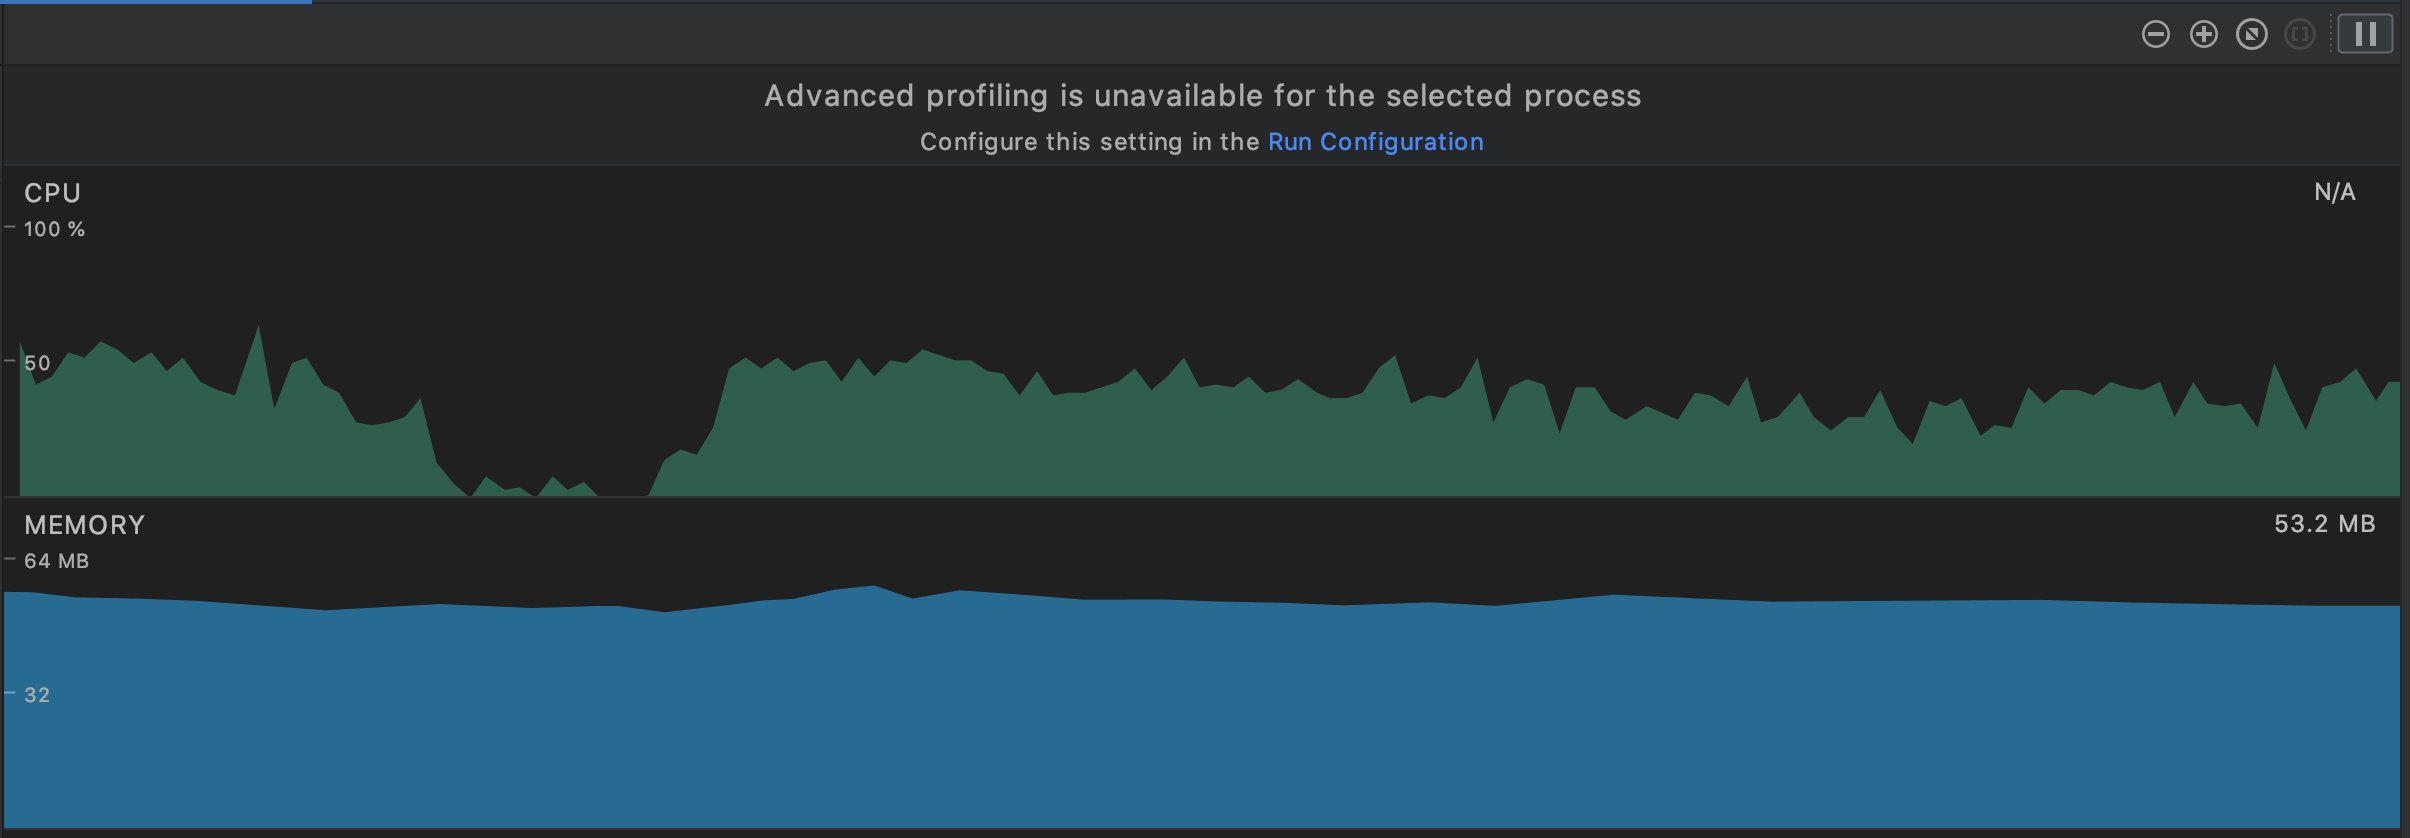 Advanced profiling is unavailable for the selected process
Configure this setting in the Run Configuration
CPU
N/A
100 %
50
MEMORY
53.2 MB
64 MB
32